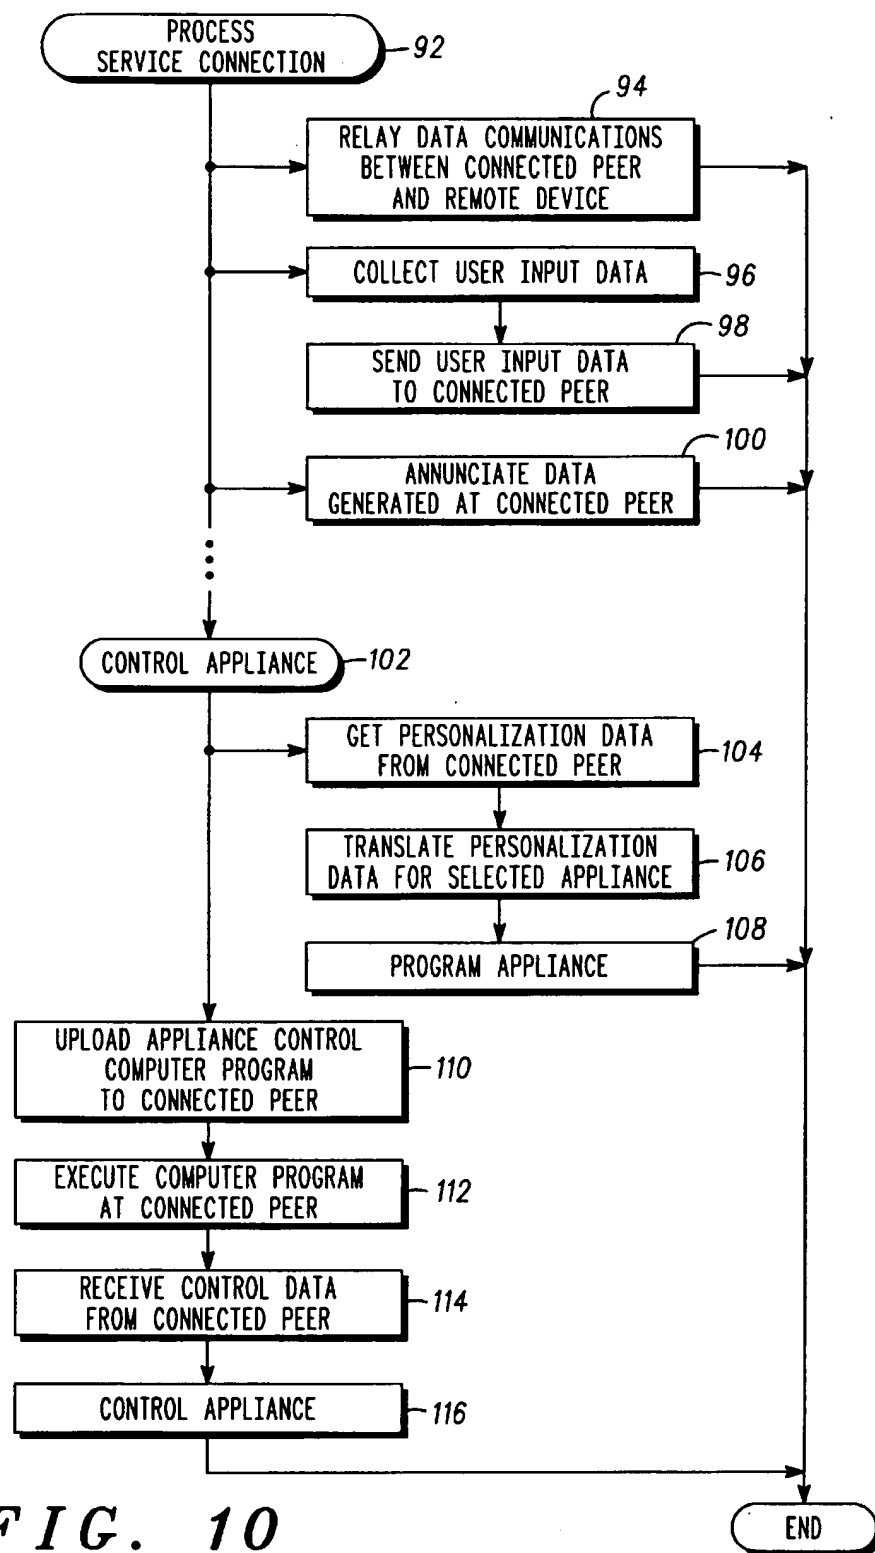 PROCESS
SERVICE CONNECTION
92
94
RELAY DATA COMMUNICATIONS
BETWEEN CONNECTED PEER
AND REMOTE DEVICE
COLLECT USER INPUT DATA
96
98
SEND USER INPUT DATA
TO CONNECTED PEER
100
ANNUNCIATE DATA
GENERATED AT CONNECTED PEER
CONTROL APPLIANCE
102
GET PERSONALIZATION DATA
FROM CONNECTED PEER
104
TRANSLATE PERSONALIZATION
DATA FOR SELECTED APPLIANCE
106
108
PROGRAM APPLIANCE
UPLOAD APPLIANCE CONTROL
COMPUTER PROGRAM
TO CONNECTED PEER
110
EXECUTE COMPUTER PROGRAM
AT CONNECTED PEER
112
RECEIVE CONTROL DATA
FROM CONNECTED PEER
114
CONTROL APPLIANCE
116
END
FIG. 10